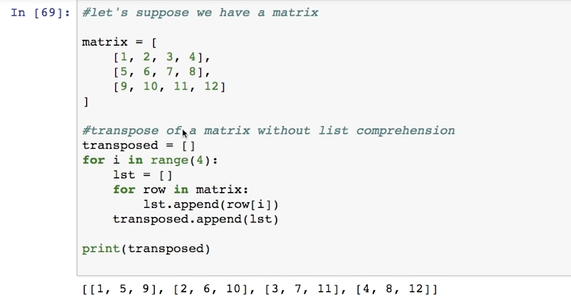 In [69]: #let's suppose we have a matrix
matrix = [
    [1, 2, 3, 4],
    [5, 6, 7, 8],
    [9, 10, 11, 12]
]
#transpose of a matrix without list comprehension
transposed = []
for i in range(4):
    lst = []
    for row in matrix:
        lst.append(row[i])
    transposed.append(lst)
print(transposed)
[[1, 5, 9], [2, 6, 10], [3, 7, 11], [4, 8, 12]]